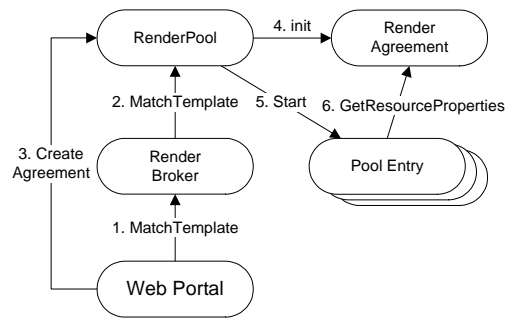 RenderPool
4. init
Render
Agreement
2. MatchTemplate
5. Start
6. GetResourceProperties
3. Create
Agreement
Render
Broker
Pool Entry
1. MatchTemplate
Web Portal